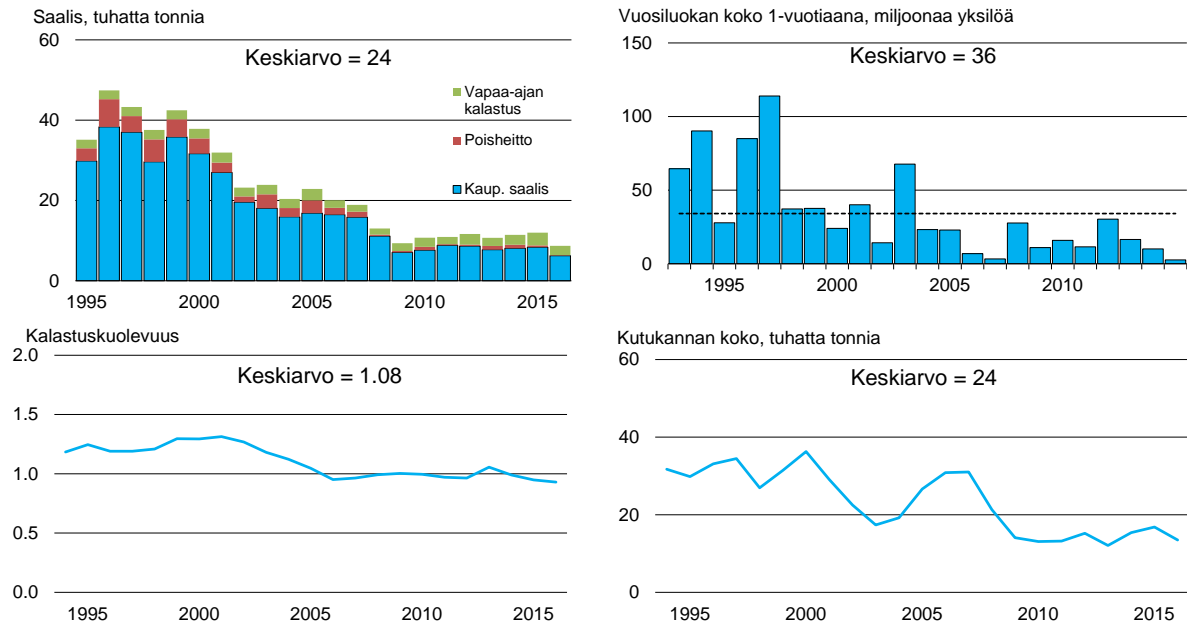 Saalis, tuhatta tonnia
60
Keskiarvo = 24
Vapaa-ajan
kalastus
40
Poisheitto
Kaup. saalis
20
0
1995 2000 2005 2010 2015
Vuosiluokan koko 1-vuotiaana, miljoonaa yksilöä
150
Keskiarvo = 36
100
50
0
1995 2000 2005 2010
Kalastuskuolevuus
2.0
Keskiarvo = 1.08
1.5
1.0
0.5
0.0
1995 2000 2005 2010 2015
Kutukannan koko, tuhatta tonnia
60
Keskiarvo = 24
40
20
0
1995 2000 2005 2010 2015